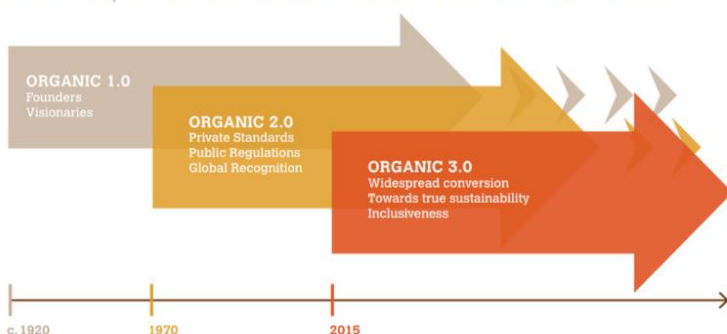 ORGANIC 1.0
Founders
Visionaries
ORGANIC 2.0
Private Standards
Public Regulations
Global Recognition
ORGANIC 3.0
Widespread conversion
Towards true sustainability
Inclusiveness
c. 1920
1970
2015